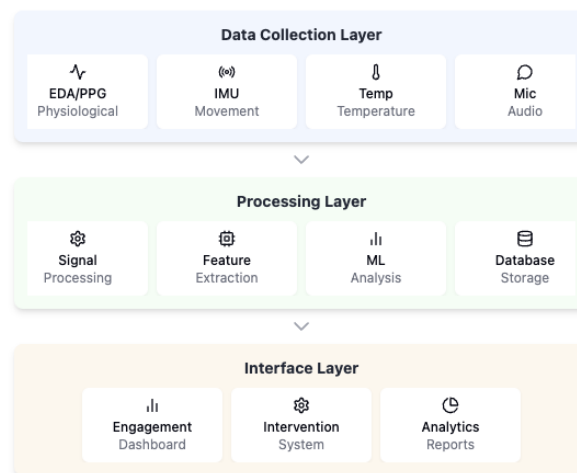 Data Collection Layer
EDA/PPG
Physiological
IMU
Movement
Temp
Temperature
Mic
Audio
Processing Layer
Signal
Processing
Feature
Extraction
ML
Analysis
Database
Storage
Interface Layer
Engagement
Dashboard
Intervention
System
Analytics
Reports